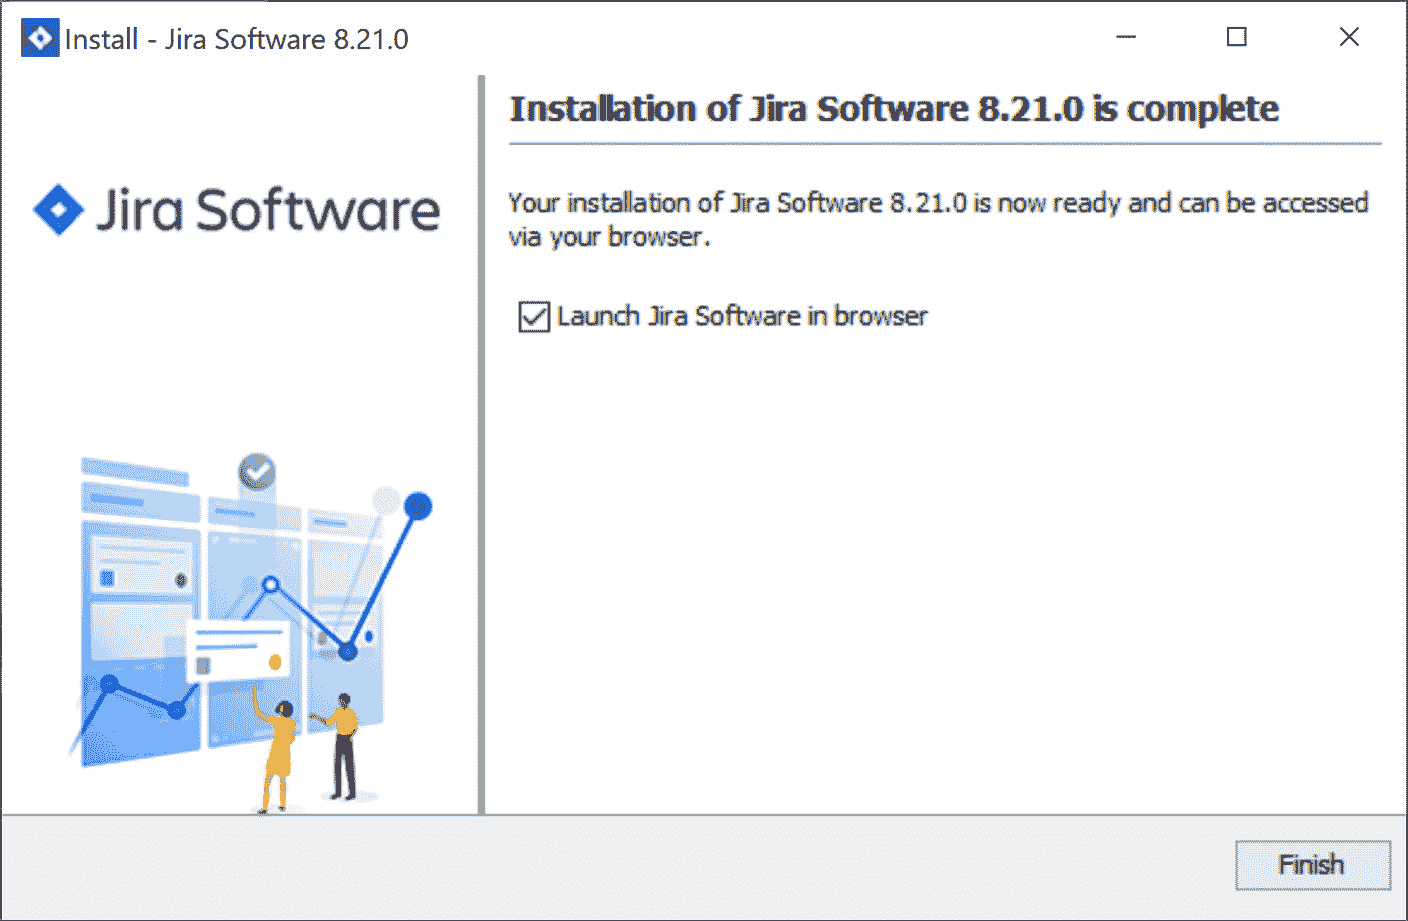 Install - Jira Software 8.21.0
Jira Software
Installation of Jira Software 8.21.0 is complete
Your installation of Jira Software 8.21.0 is now ready and can be accessed
via your browser.
Launch Jira Software in browser
Finish